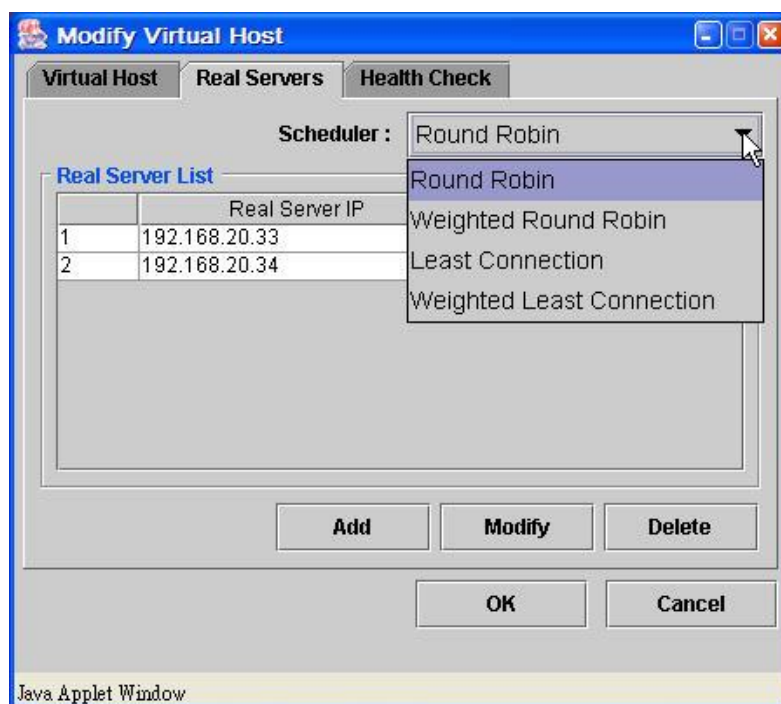 Modify Virtual Host
Virtual Host Real Servers Health Check
Scheduler : Round Robin
Round Robin
Weighted Round Robin
Least Connection
Weighted Least Connection
Real Server List
Real Server IP
1 192.168.20.33
2 192.168.20.34
Add Modify Delete
OK Cancel
Java Applet Window